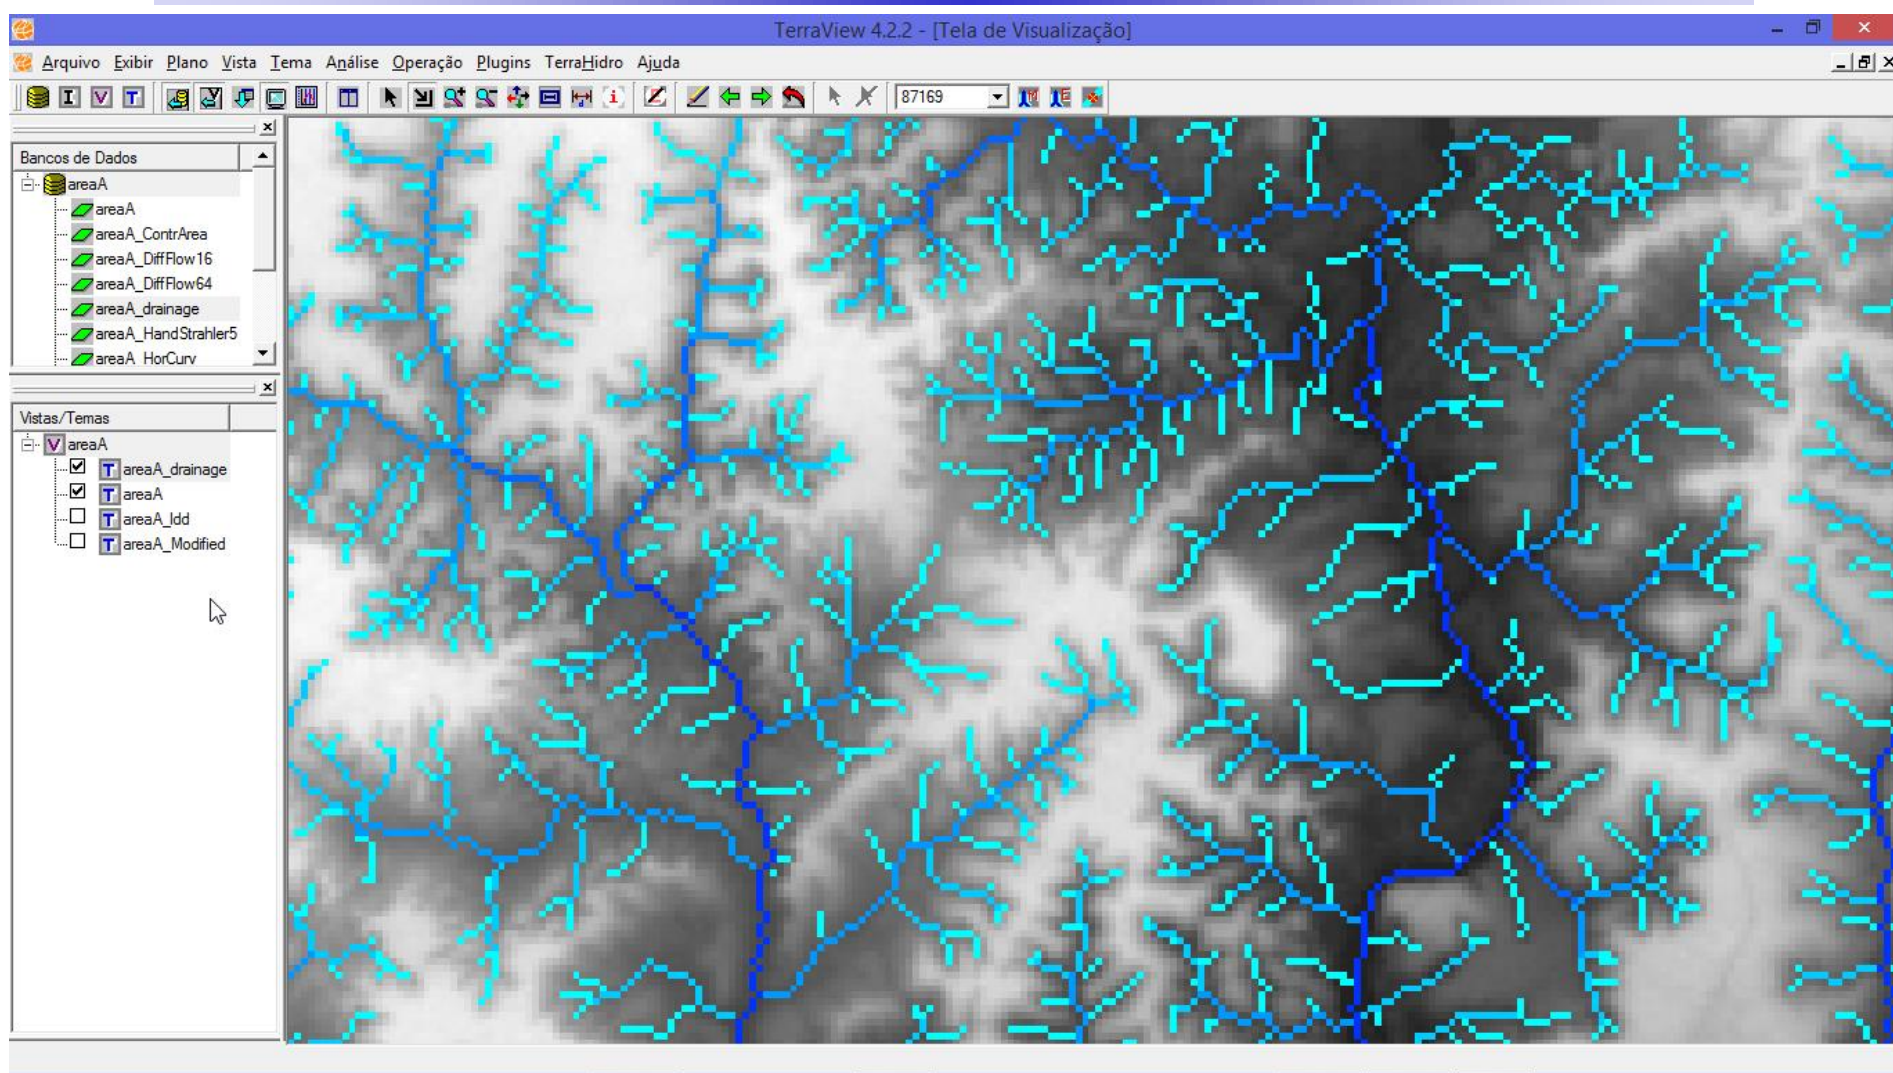 TerraView 4.2.2 - [Tela de Visualização]
Arquivo Exibir Plano Vista Tema Análise Operação Plugins TerraHidro Ajuda
I V T i 87169
Bancos de Dados
areaA
areaA
areaA_ContrArea
areaA_DiffFlow16
areaA_DiffFlow64
areaA_drainage
areaA_HandStrahler5
areaA_HorCurv
Vistas/Temas
V areaA
T areaA_drainage
T areaA
T areaA_ldd
T areaA_Modified